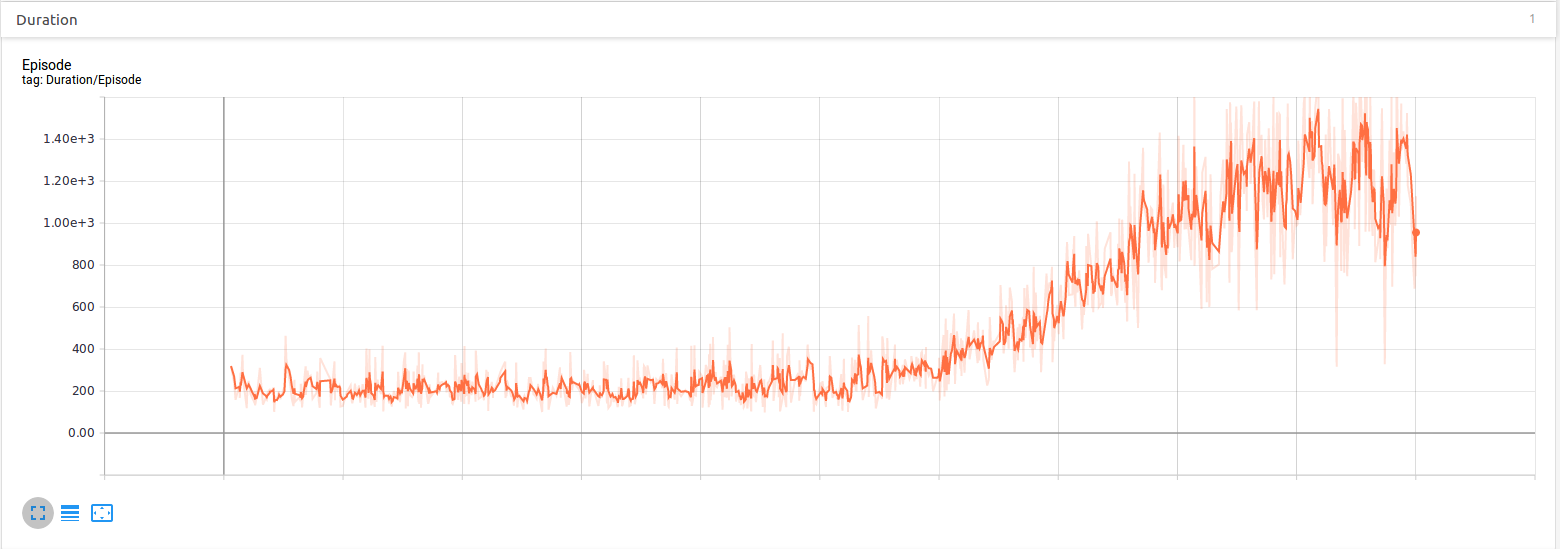 Duration 1
Episode
tag: Duration/Episode
1.40e+3
1.20e+3
1.00e+3
800
600
400
200
0.00